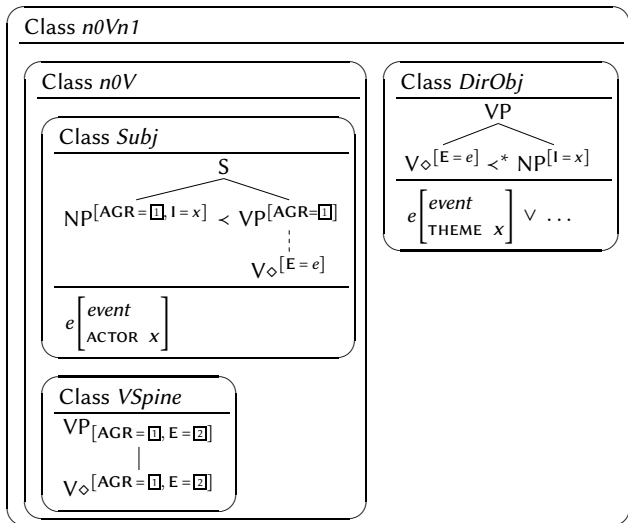 Class n0Vn1
Class n0V
Class Subj
S
NP[AGR = 1, I = x] ≺ VP[AGR= 1]
V⋄[E = e]
e[event
ACTOR x]
Class VSpine
VP[AGR = 1, E = 2]
V⋄[AGR = 1, E = 2]
Class DirObj
VP
V⋄[E = e] ≺* NP[I = x]
e[event
THEME x] ∨ ...